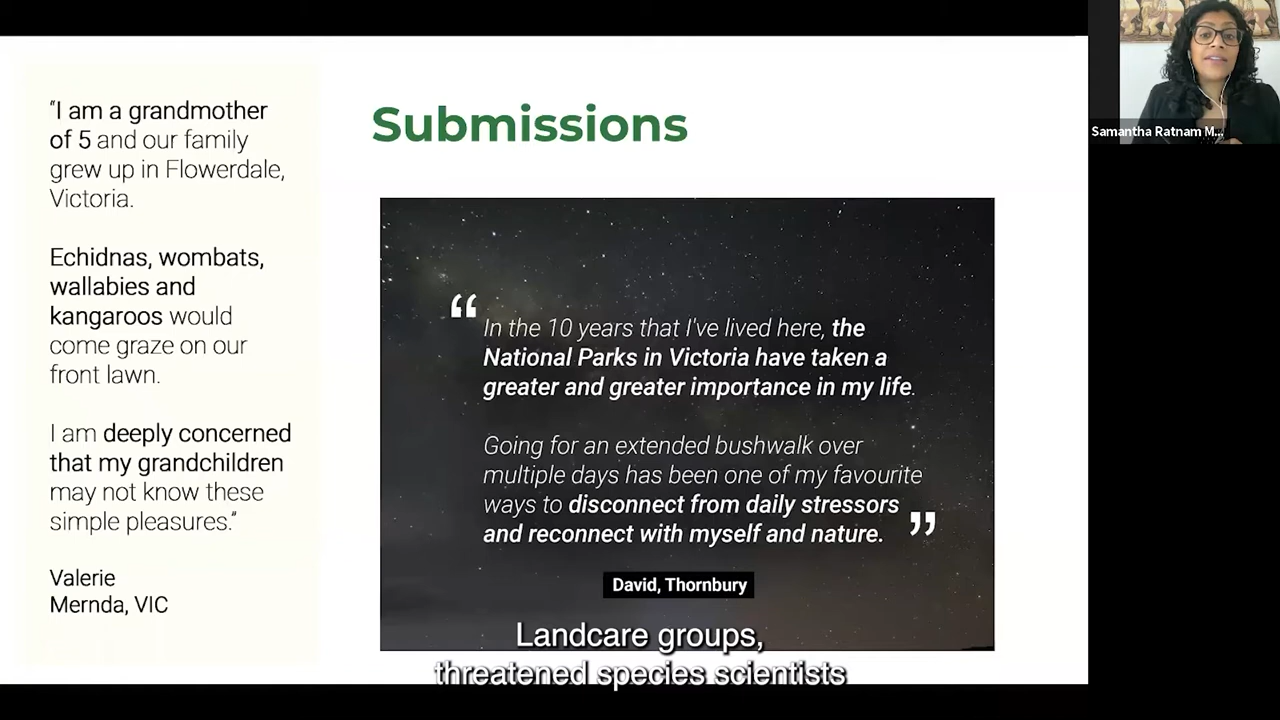 "I am a grandmother
of 5 and our family
grew up in Flowerdale,
Victoria.
Echidnas, wombats,
wallabies and
kangaroos would
come graze on our
front lawn.
I am deeply concerned
that my grandchildren
may not know these
simple pleasures."
Valerie
Mernda, VIC
Submissions
“
In the 10 years that I've lived here, the
National Parks in Victoria have taken a
greater and greater importance in my life.
Going for an extended bushwalk over
multiple days has been one of my favourite
ways to disconnect from daily stressors
and reconnect with myself and nature. ”
David, Thornbury
Landcare groups,
threatened species scientists
Samantha Ratnam M...